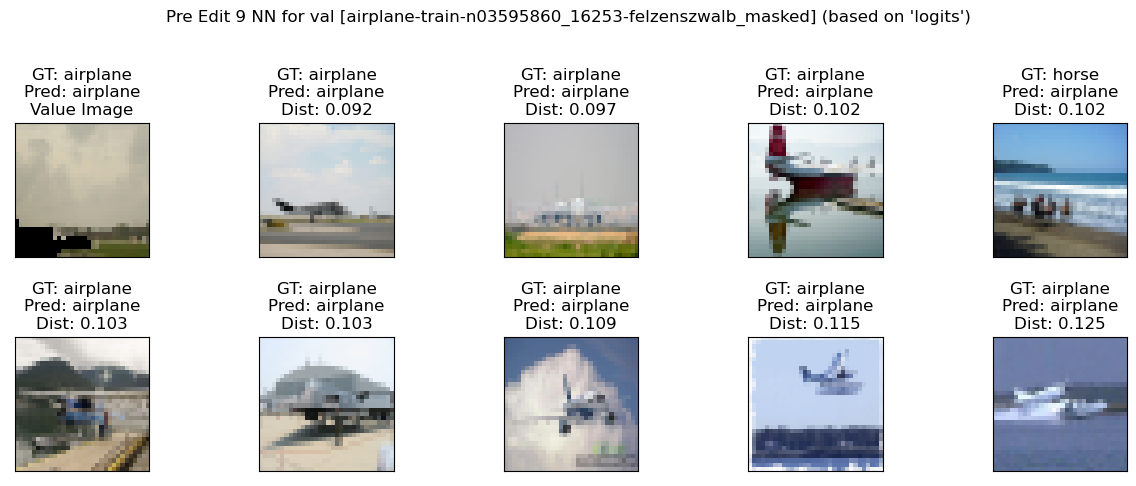 Pre Edit 9 NN for val [airplane-train-n03595860_16253-felzenszwalb_masked] (based on 'logits')
GT: airplane
Pred: airplane
Value Image
GT: airplane
Pred: airplane
Dist: 0.092
GT: airplane
Pred: airplane
Dist: 0.097
GT: airplane
Pred: airplane
Dist: 0.102
GT: horse
Pred: airplane
Dist: 0.102
GT: airplane
Pred: airplane
Dist: 0.103
GT: airplane
Pred: airplane
Dist: 0.103
GT: airplane
Pred: airplane
Dist: 0.109
GT: airplane
Pred: airplane
Dist: 0.115
GT: airplane
Pred: airplane
Dist: 0.125